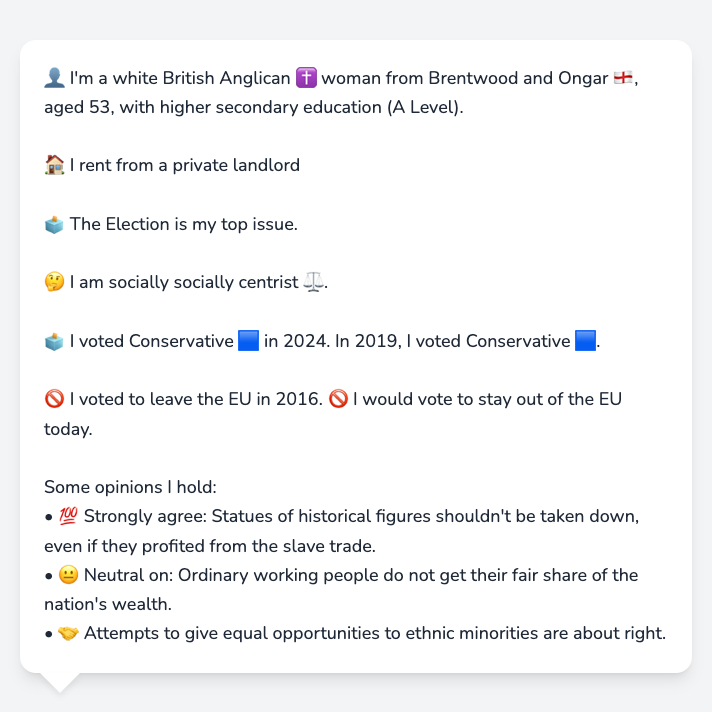 👤 I'm a white British Anglican ✝️ woman from Brentwood and Ongar 🏴󠁧󠁢󠁥󠁮󠁧󠁿,
aged 53, with higher secondary education (A Level).
🏠 I rent from a private landlord
🗳️ The Election is my top issue.
🤔 I am socially socially centrist ⚖️.
🗳️ I voted Conservative 🟦 in 2024. In 2019, I voted Conservative 🟦.
🚫 I voted to leave the EU in 2016. 🚫 I would vote to stay out of the EU
today.
Some opinions I hold:
• 💯 Strongly agree: Statues of historical figures shouldn't be taken down,
even if they profited from the slave trade.
• 😐 Neutral on: Ordinary working people do not get their fair share of the
nation's wealth.
• 🤝 Attempts to give equal opportunities to ethnic minorities are about right.